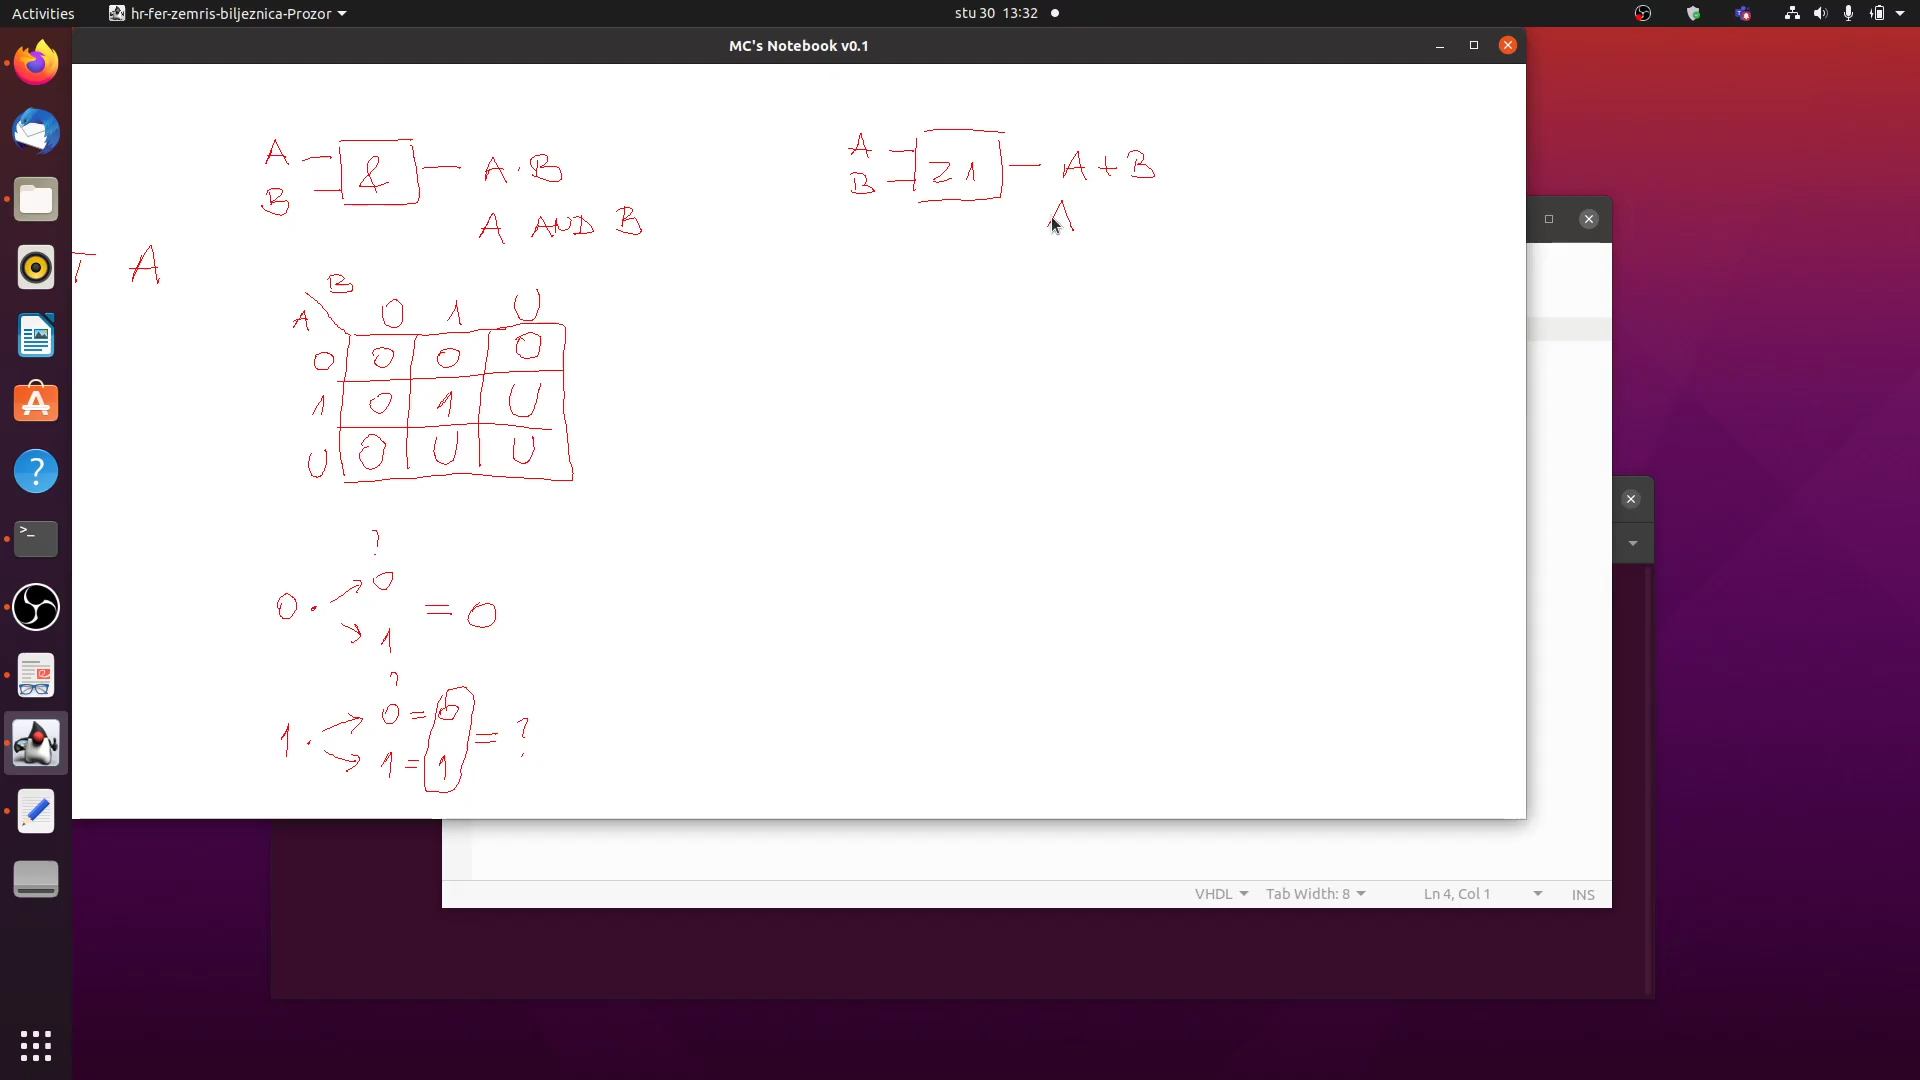 Activities hr-fer-zemris-biljeznica-Prozor stu 30 13:32
MC's Notebook v0.1
A & A · B
B
A AND B
A ≥1 A + B
B
A
T A
B
A 0 1 U
0 0 0 0
1 0 1 U
U 0 U U
?
0 · 0 = 0
1
?
1 · 0 = 0 = ?
1 = 1
VHDL Tab Width: 8 Ln 4, Col 1 INS